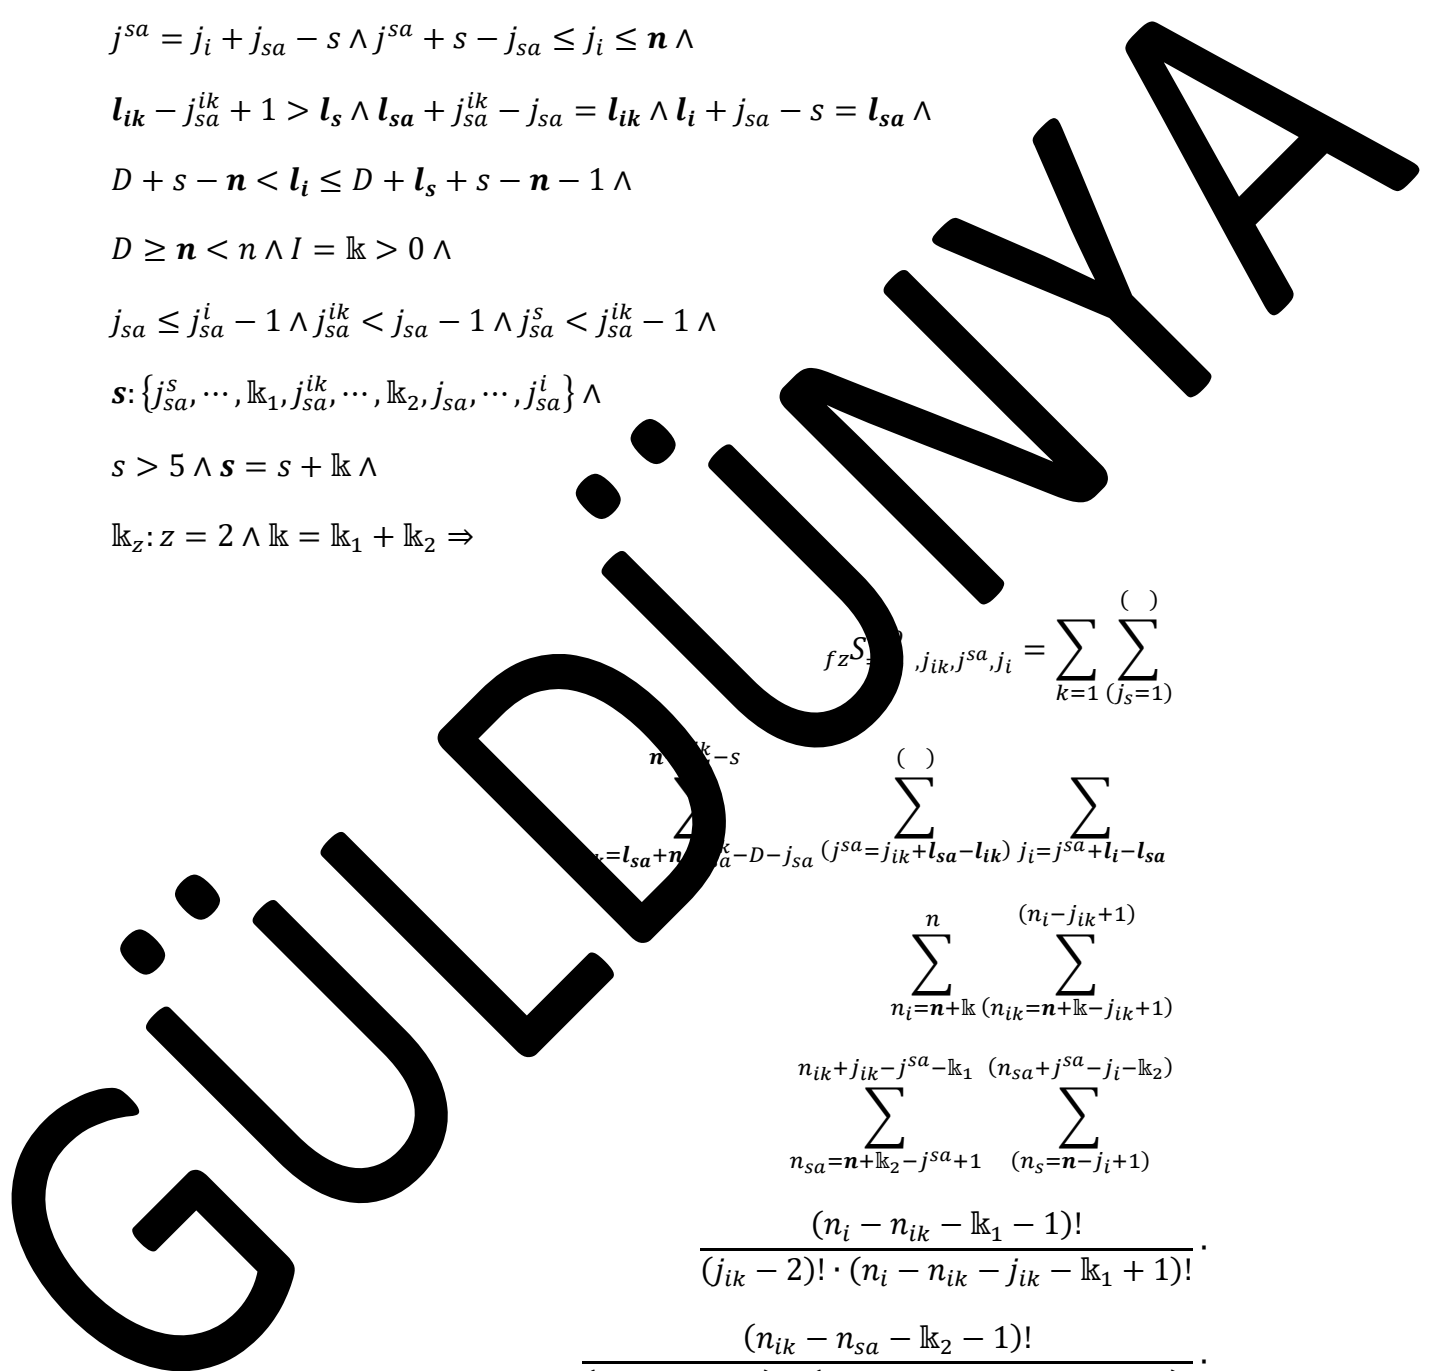 j^{sa} = j_i + j_{sa} − s ∧ j^{sa} + s − j_{sa} ≤ j_i ≤ 𝒏 ∧
𝒍_{𝒊𝒌} − j_{sa}^{ik} + 1 > 𝒍_𝒔 ∧ 𝒍_{𝒔𝒂} + j_{sa}^{ik} − j_{sa} = 𝒍_{𝒊𝒌} ∧ 𝒍_𝒊 + j_{sa} − s = 𝒍_{𝒔𝒂} ∧
D + s − 𝒏 < 𝒍_𝒊 ≤ D + 𝒍_𝒔 + s − 𝒏 − 1 ∧
D ≥ 𝒏 < n ∧ I = 𝕜 > 0 ∧
j_{sa} ≤ j_{sa}^{i} − 1 ∧ j_{sa}^{ik} < j_{sa} − 1 ∧ j_{sa}^{s} < j_{sa}^{ik} − 1 ∧
𝒔: {j_{sa}^{s}, ⋯, 𝕜_1, j_{sa}^{ik}, ⋯, 𝕜_2, j_{sa}, ⋯, j_{sa}^{i}} ∧
s > 5 ∧ 𝒔 = s + 𝕜 ∧
𝕜_z: z = 2 ∧ 𝕜 = 𝕜_1 + 𝕜_2 ⇒
( )
_{fz}S_{,j_{ik},j^{sa},j_i} = ∑ ∑
k=1 (j_s=1)
𝒏 −s ( )
∑ ∑ ∑
=𝒍_{𝒔𝒂}+𝒏 −D−j_{sa} (j^{sa}=j_{ik}+𝒍_{𝒔𝒂}−𝒍_{𝒊𝒌}) j_i=j^{sa}+𝒍_𝒊−𝒍_{𝒔𝒂}
n (n_i−j_{ik}+1)
∑ ∑
n_i=𝒏+𝕜 (n_{ik}=𝒏+𝕜−j_{ik}+1)
n_{ik}+j_{ik}−j^{sa}−𝕜_1 (n_{sa}+j^{sa}−j_i−𝕜_2)
∑ ∑
n_{sa}=𝒏+𝕜_2−j^{sa}+1 (n_s=𝒏−j_i+1)
(n_i − n_{ik} − 𝕜_1 − 1)!
(j_{ik} − 2)! · (n_i − n_{ik} − j_{ik} − 𝕜_1 + 1)! ·
(n_{ik} − n_{sa} − 𝕜_2 − 1)! ·
GÜLDÜNYA